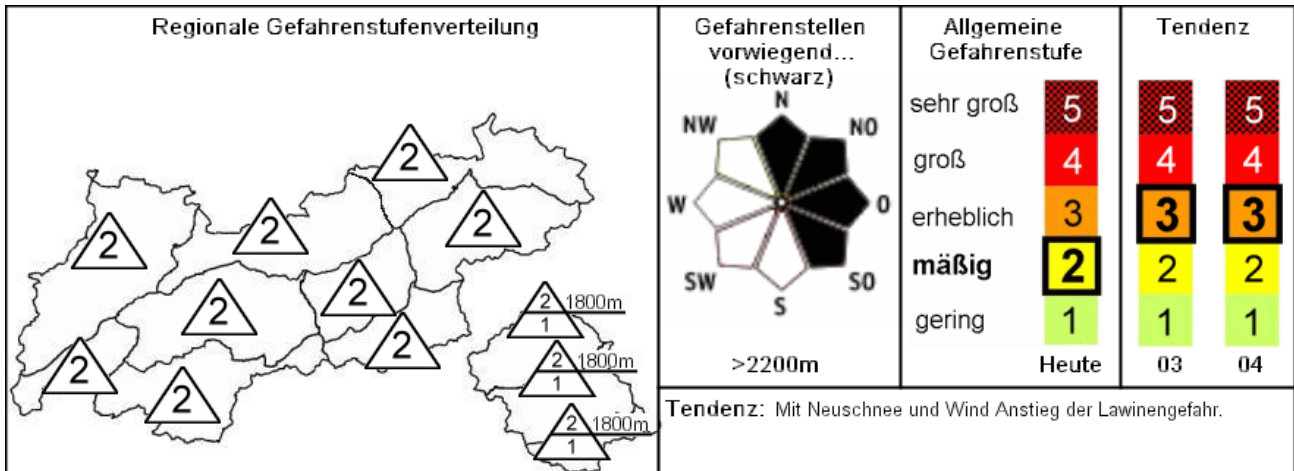 Regionale Gefahrenstufenverteilung
2
2
2
2
2
2
2
2
2
2 1800m
1
2 1800m
1
2 1800m
1
Gefahrenstellen
vorwiegend...
(schwarz)
N
NW
NO
W
O
SW
SO
S
>2200m
Allgemeine
Gefahrenstufe
sehr groß 5
groß 4
erheblich 3
mäßig 2
gering 1
Heute
Tendenz
5 5
4 4
3 3
2 2
1 1
03 04
Tendenz: Mit Neuschnee und Wind Anstieg der Lawinengefahr.